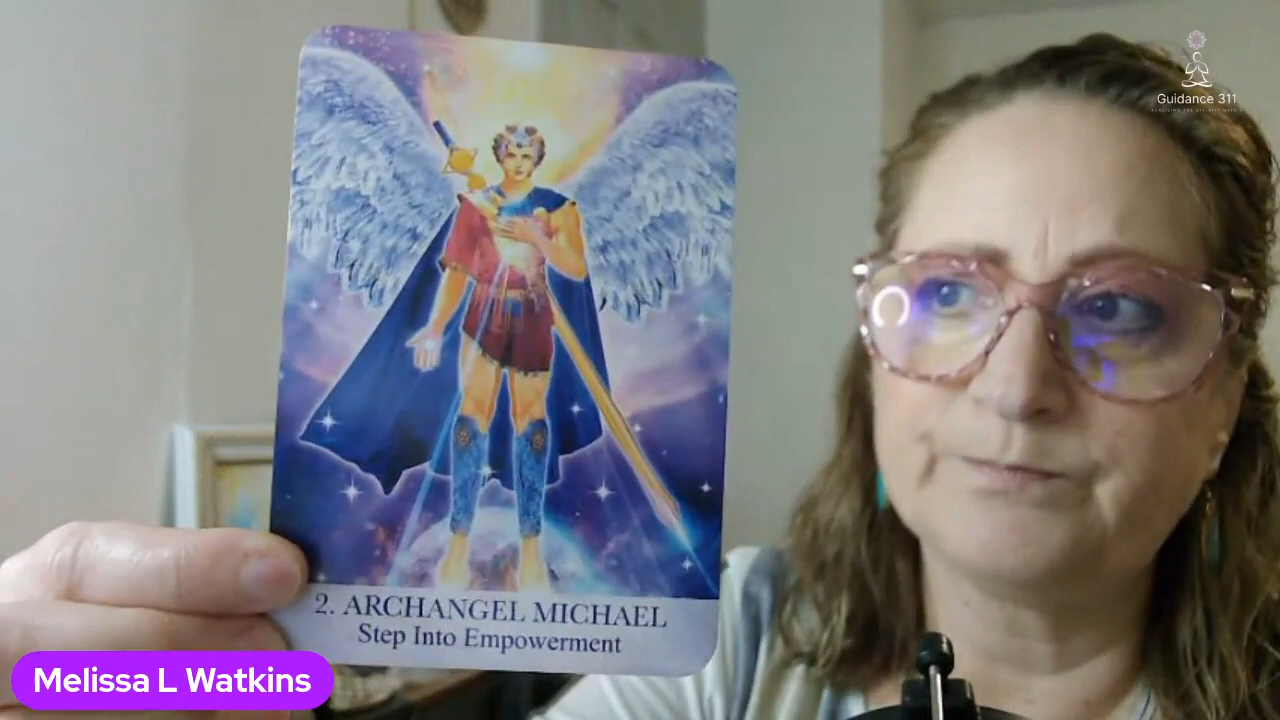 Guidance 311
2. ARCHANGEL MICHAEL
Step Into Empowerment
Melissa L Watkins